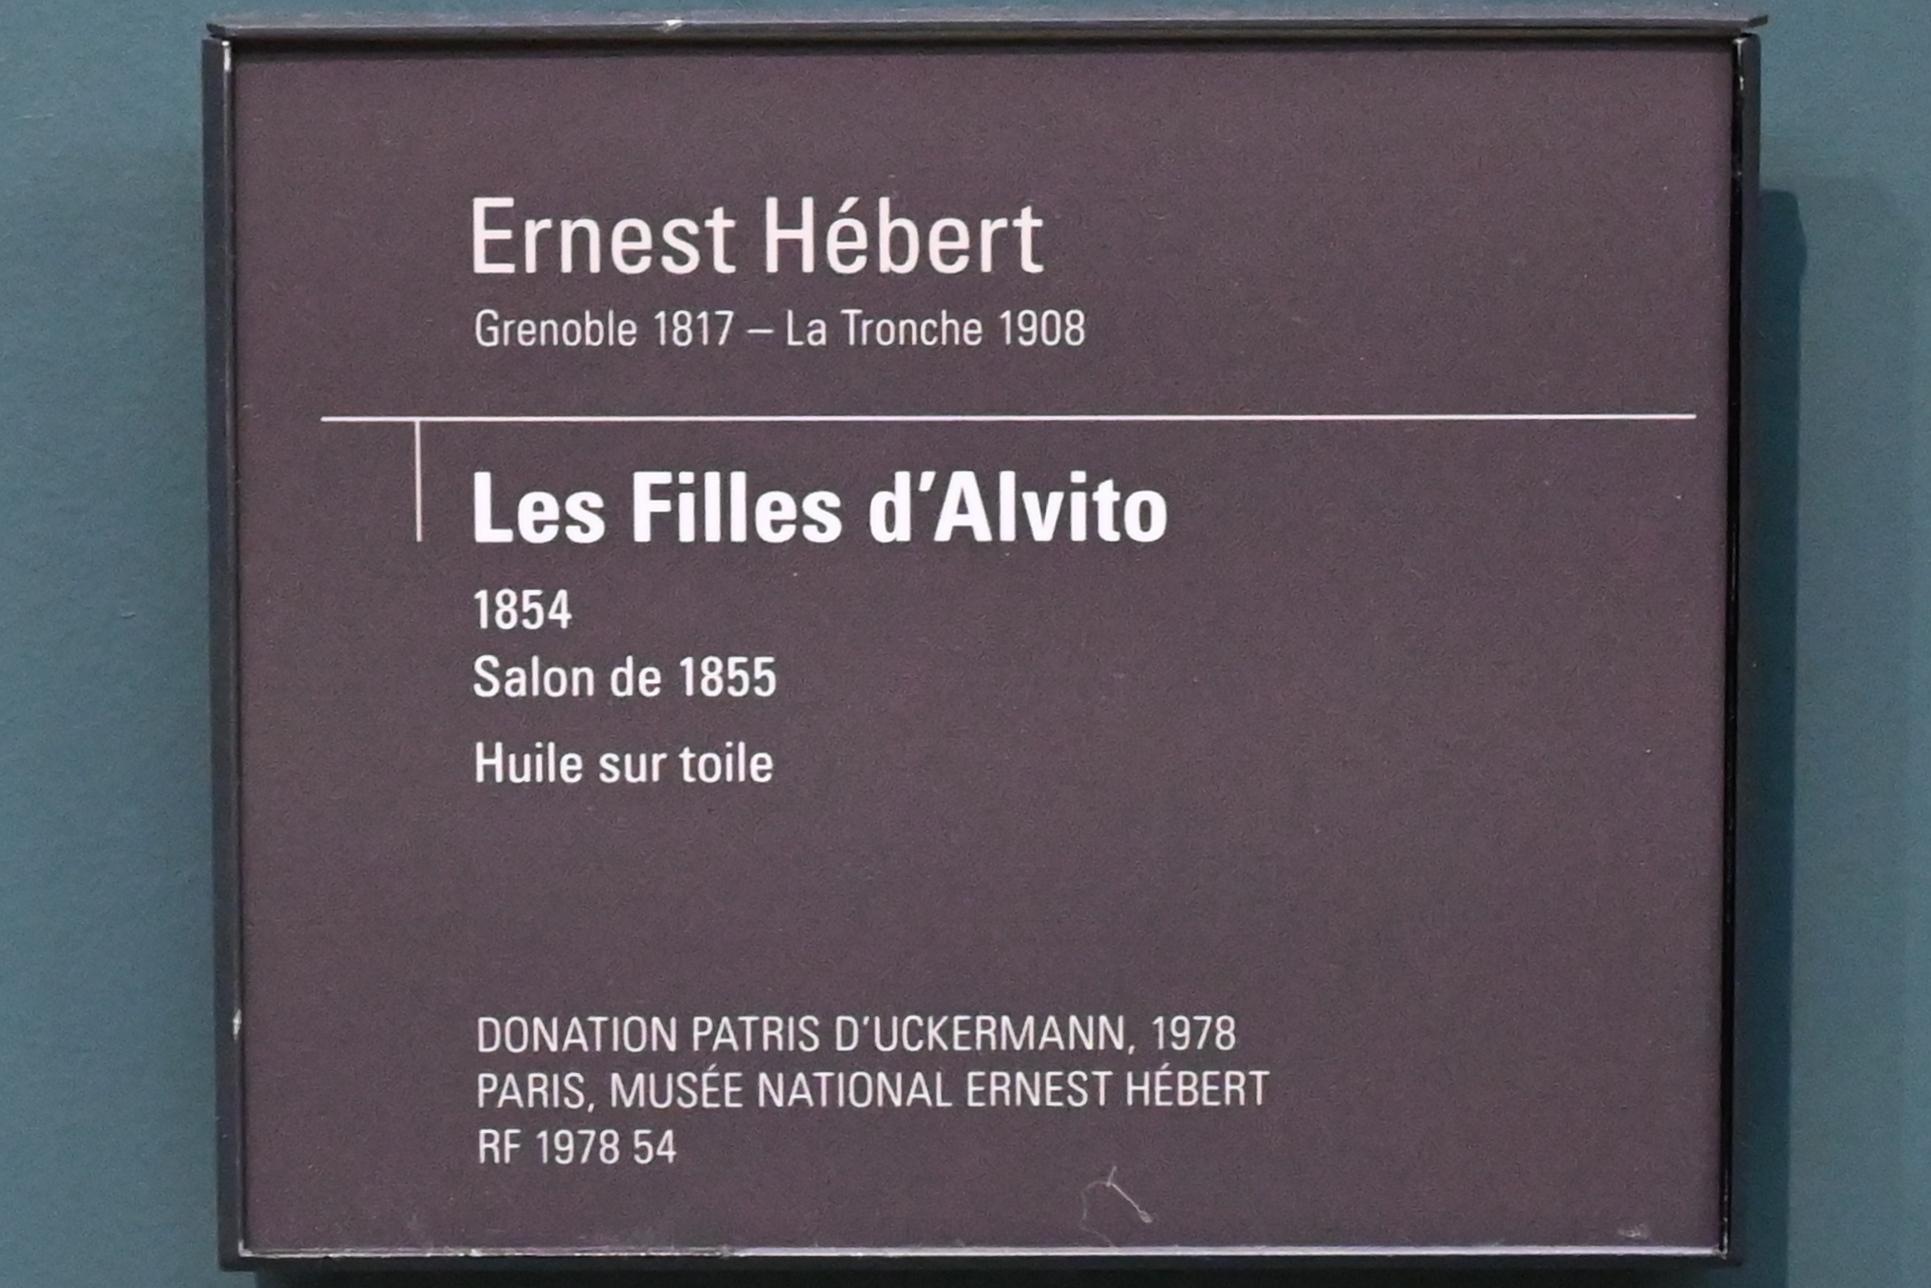 Ernest Hébert
Grenoble 1817 – La Tronche 1908
Les Filles d’Alvito
1854
Salon de 1855
Huile sur toile
DONATION PATRIS D’UCKERMANN, 1978
PARIS, MUSÉE NATIONAL ERNEST HÉBERT
RF 1978 54